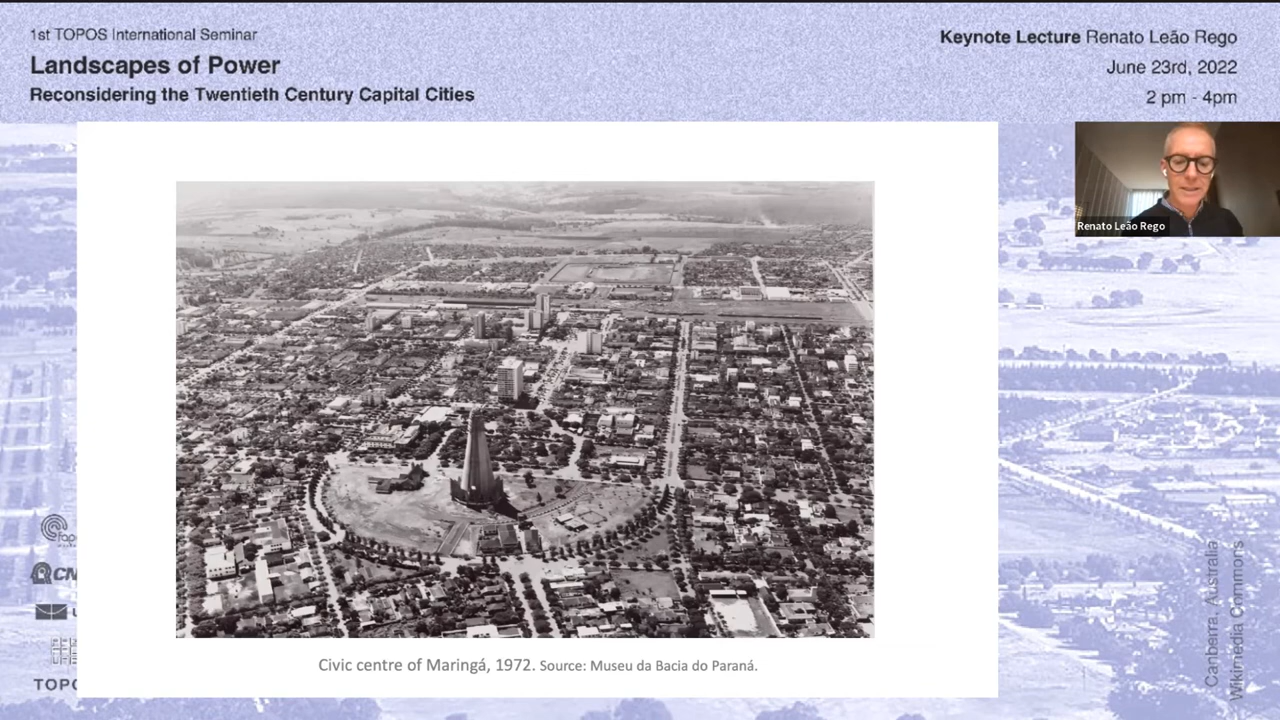 1st TOPOS International Seminar
Landscapes of Power
Reconsidering the Twentieth Century Capital Cities
Keynote Lecture Renato Leão Rego
June 23rd, 2022
2 pm - 4pm
Renato Leão Rego
Civic centre of Maringá, 1972. Source: Museu da Bacia do Paraná.
Canberra, Australia
Wikimedia Commons